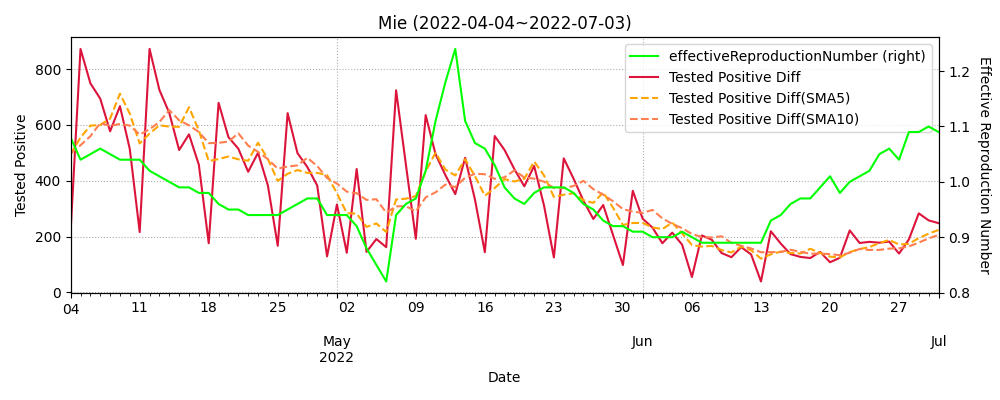 Mie (2022-04-04~2022-07-03)
effectiveReproductionNumber (right)
Tested Positive Diff
Tested Positive Diff(SMA5)
Tested Positive Diff(SMA10)
Tested Positive
800
600
400
200
0
1.2
1.1
1.0
0.9
0.8
Effective Reproduction Number
04 11 18 25 02 09 16 23 30 06 13 20 27
May Jun Jul
2022
Date